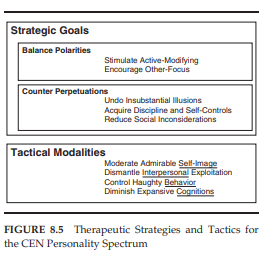 Strategic Goals
Balance Polarities
Stimulate Active-Modifying
Encourage Other-Focus
Counter Perpetuations
Undo Insubstantial Illusions
Acquire Discipline and Self-Controls
Reduce Social Inconsiderations
Tactical Modalities
Moderate Admirable Self-Image
Dismantle Interpersonal Exploitation
Control Haughty Behavior
Diminish Expansive Cognitions
FIGURE 8.5 Therapeutic Strategies and Tactics for
the CEN Personality Spectrum